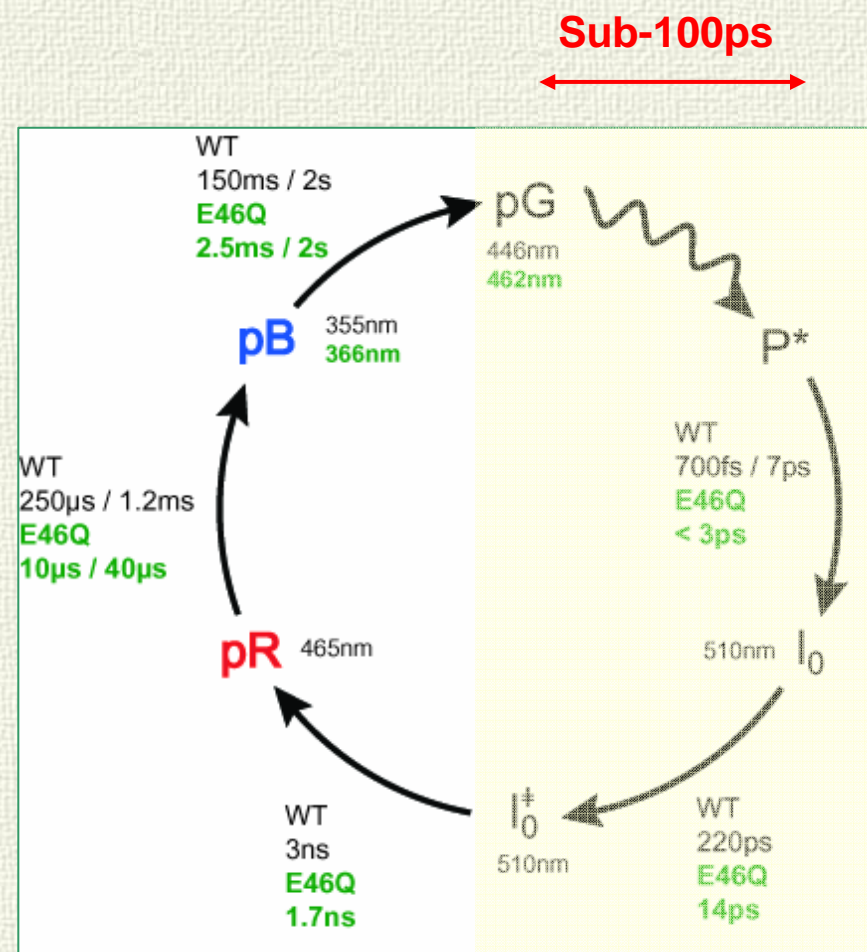 Sub-100ps
WT
150ms / 2s
E46Q
2.5ms / 2s
pG
446nm
462nm
pB
355nm
366nm
P*
WT
700fs / 7ps
E46Q
< 3ps
WT
250µs / 1.2ms
E46Q
10µs / 40µs
pR 465nm
510nm I₀
I₀‡
510nm
WT
3ns
E46Q
1.7ns
WT
220ps
E46Q
14ps